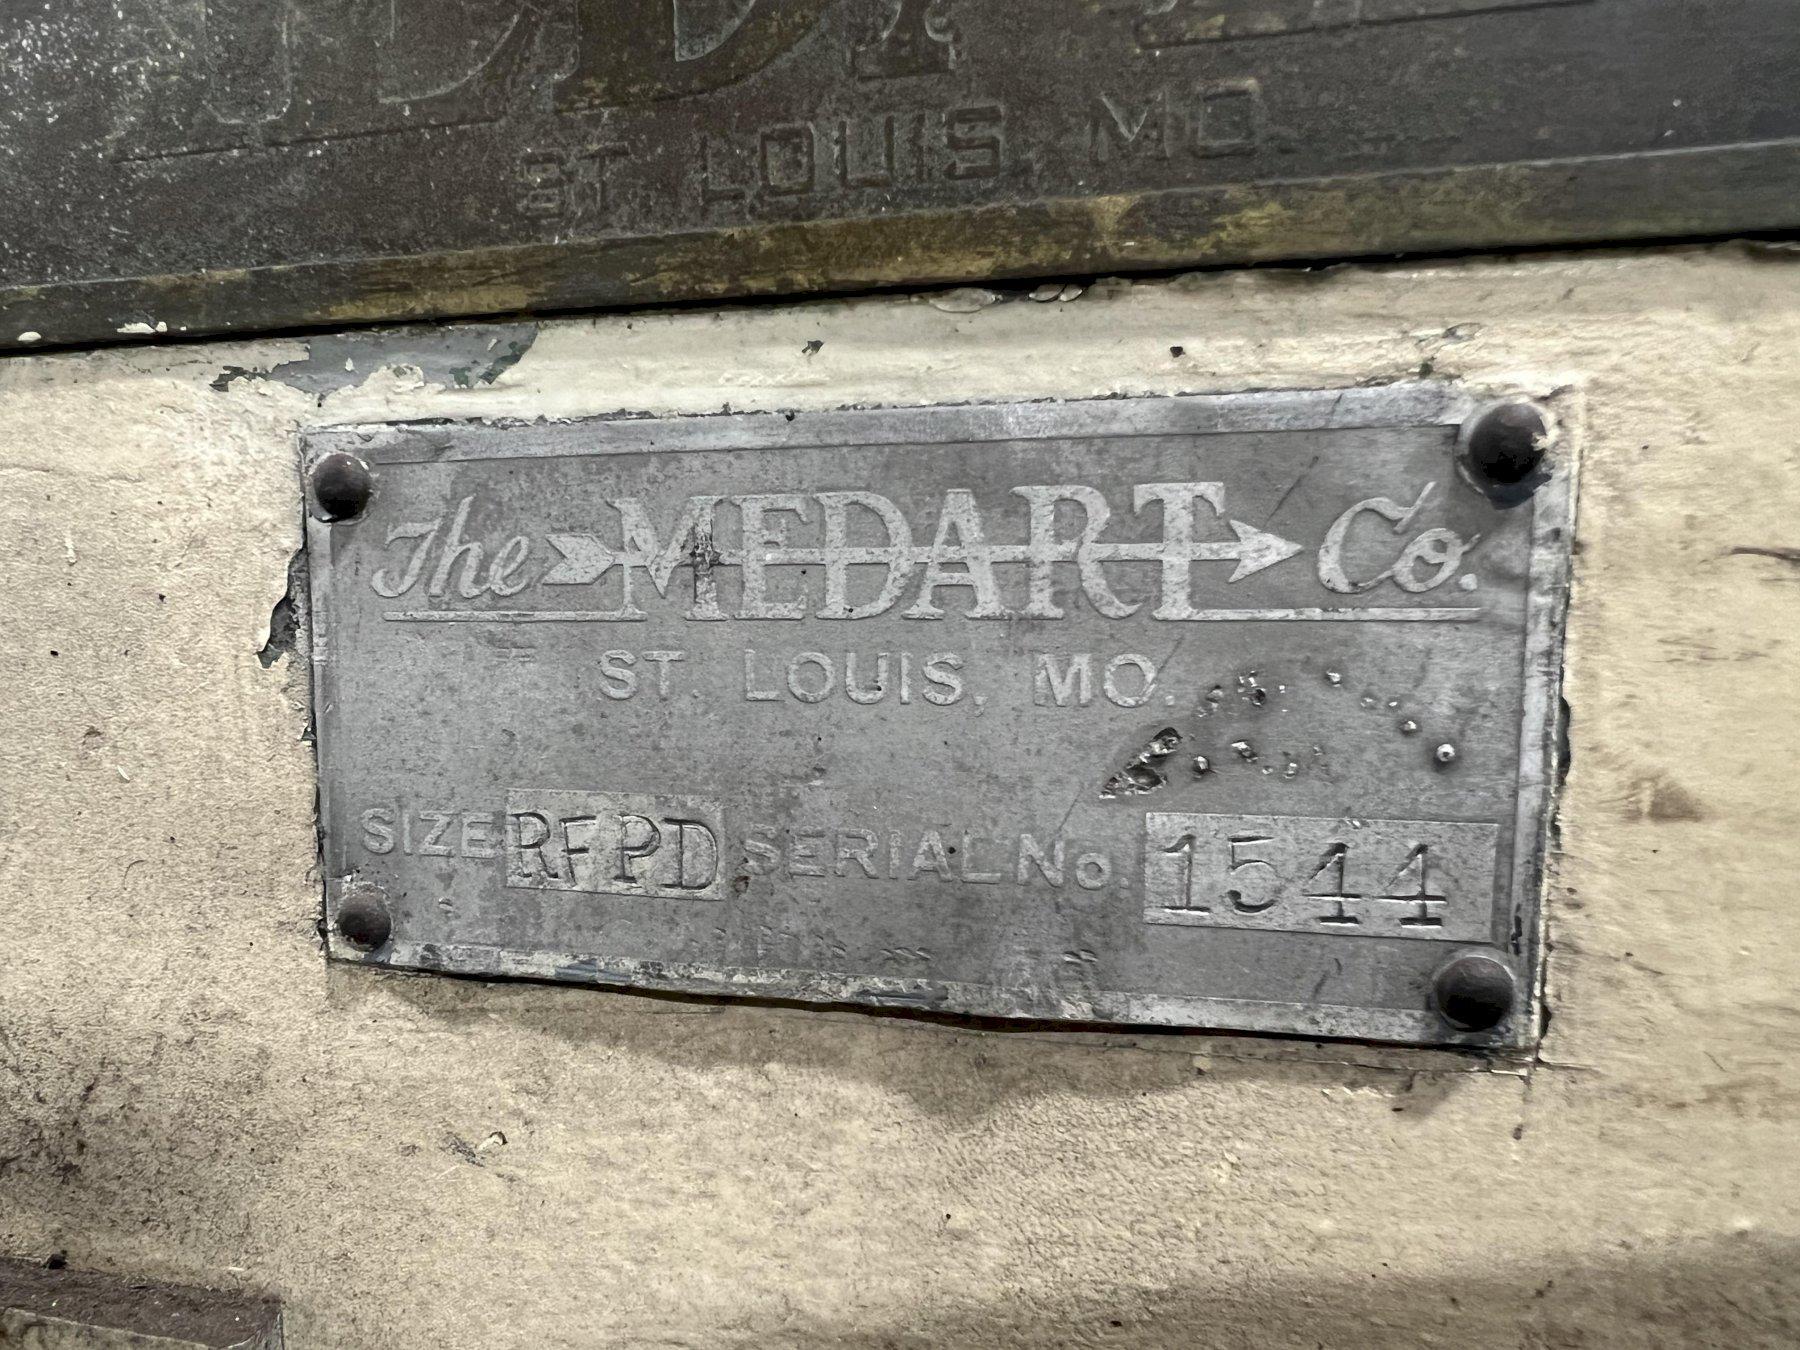 ST. LOUIS, MO.
The MEDART Co.
ST. LOUIS, MO.
SIZE RFPD SERIAL No. 1544